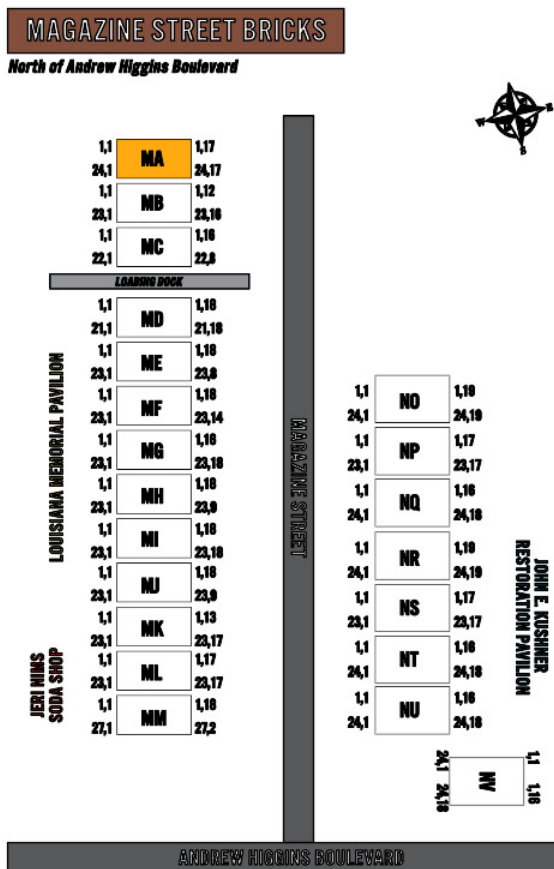 MAGAZINE STREET BRICKS
North of Andrew Higgins Boulevard
N
W
E
S
1,1 MA 1,17
24,1 24,17
1,1 MB 1,12
23,1 23,16
1,1 MC 1,16
22,1 22,8
LOADING DOCK
1,1 MD 1,18
21,1 21,18
1,1 ME 1,18
23,1 23,8
1,1 MF 1,18
23,1 23,14
1,1 MG 1,16
23,1 23,18
1,1 MH 1,18
23,1 23,9
1,1 MI 1,18
23,1 23,18
1,1 MJ 1,18
23,1 23,9
1,1 MK 1,13
23,1 23,17
1,1 ML 1,17
23,1 23,17
1,1 MM 1,18
27,1 27,2
LOUISIANA MEMORIAL PAVILION
JERI NIMS
SODA SHOP
MAGAZINE STREET
1,1 NO 1,19
24,1 24,19
1,1 NP 1,17
23,1 23,17
1,1 NQ 1,16
24,1 24,18
1,1 NR 1,19
24,1 24,19
1,1 NS 1,17
23,1 23,17
1,1 NT 1,16
24,1 24,18
1,1 NU 1,16
24,1 24,18
JOHN E. KUSHNER
RESTORATION PAVILION
24,1 NV 1,1
24,18 1,16
ANDREW HIGGINS BOULEVARD